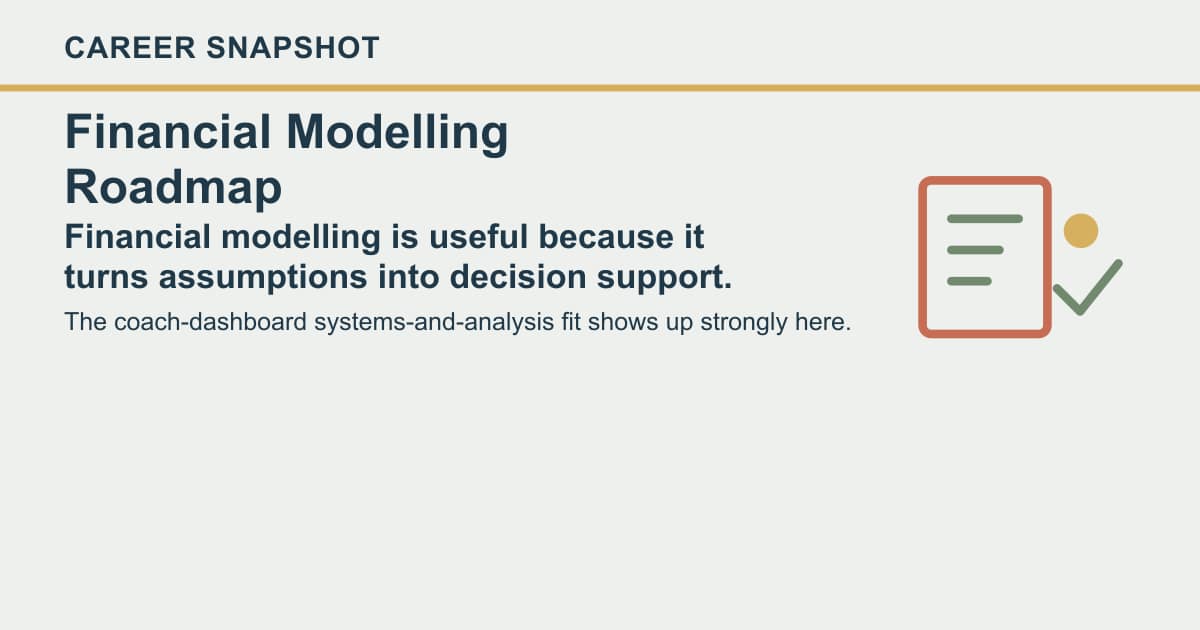 CAREER SNAPSHOT
Financial Modelling
Roadmap
Financial modelling is useful because it
turns assumptions into decision support.
The coach-dashboard systems-and-analysis fit shows up strongly here.